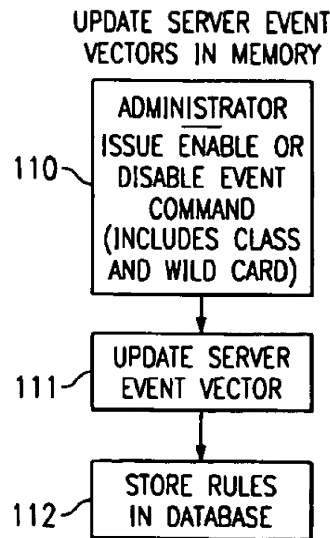 UPDATE SERVER EVENT
VECTORS IN MEMORY
ADMINISTRATOR
ISSUE ENABLE OR
DISABLE EVENT
COMMAND
(INCLUDES CLASS
AND WILD CARD)
110
UPDATE SERVER
EVENT VECTOR
111
STORE RULES
IN DATABASE
112